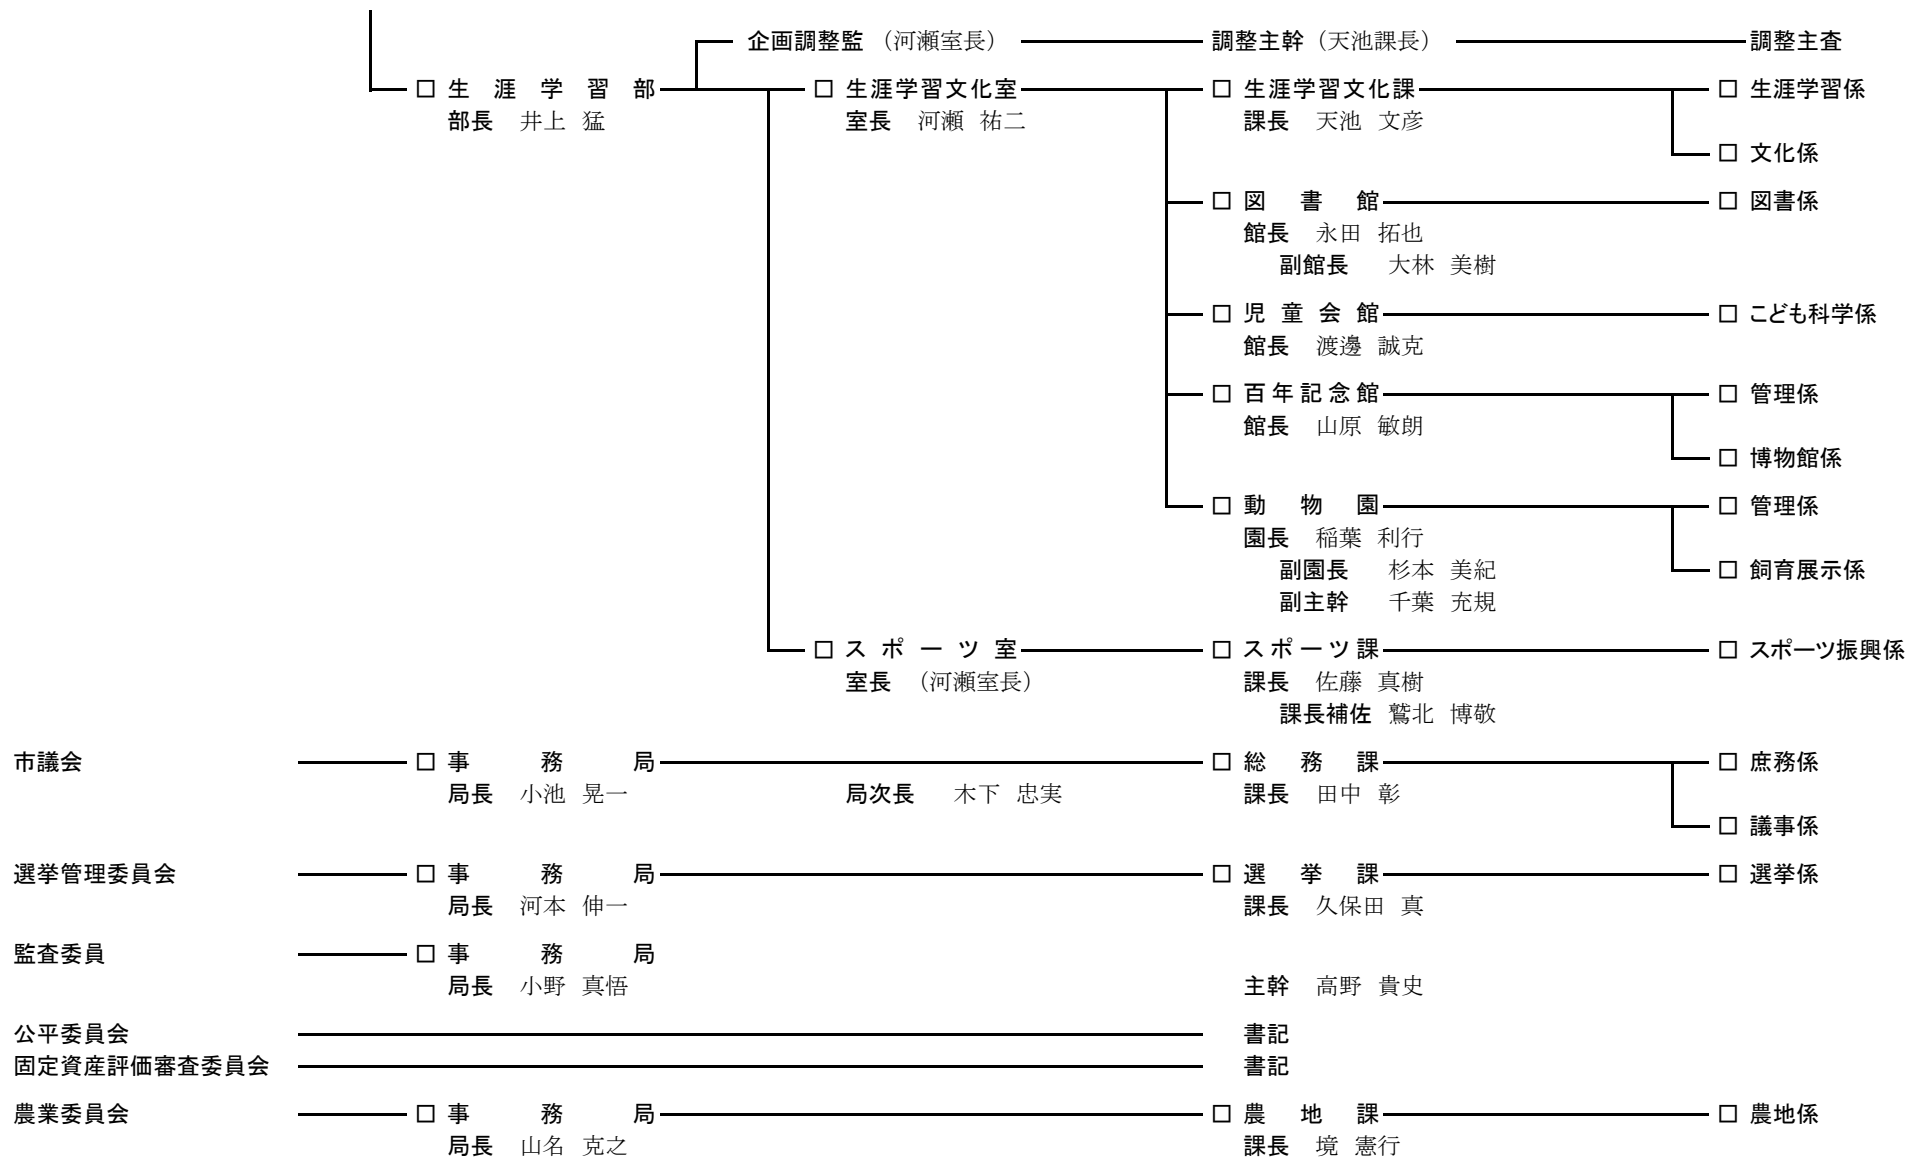 企画調整監 （河瀬室長） 調整主幹 （天池課長） 調整主査
□ 生涯学習部 □ 生涯学習文化室 □ 生涯学習文化課 □ 生涯学習係
部長 井上 猛 室長 河瀬 祐二 課長 天池 文彦
□ 文化係
□ 図書館 □ 図書係
館長 永田 拓也
副館長 大林 美樹
□ 児童会館 □ こども科学係
館長 渡邊 誠克
□ 百年記念館 □ 管理係
館長 山原 敏朗
□ 博物館係
□ 動物園 □ 管理係
園長 稲葉 利行
副園長 杉本 美紀 □ 飼育展示係
副主幹 千葉 充規
□ スポーツ室 □ スポーツ課 □ スポーツ振興係
室長 （河瀬室長） 課長 佐藤 真樹
課長補佐 鷲北 博敬
市議会 □ 事務局 □ 総務課 □ 庶務係
局長 小池 晃一 局次長 木下 忠実 課長 田中 彰
□ 議事係
選挙管理委員会 □ 事務局 □ 選挙課 □ 選挙係
局長 河本 伸一 課長 久保田 真
監査委員 □ 事務局
局長 小野 真悟 主幹 高野 貴史
公平委員会 書記
固定資産評価審査委員会 書記
農業委員会 □ 事務局 □ 農地課 □ 農地係
局長 山名 克之 課長 境 憲行